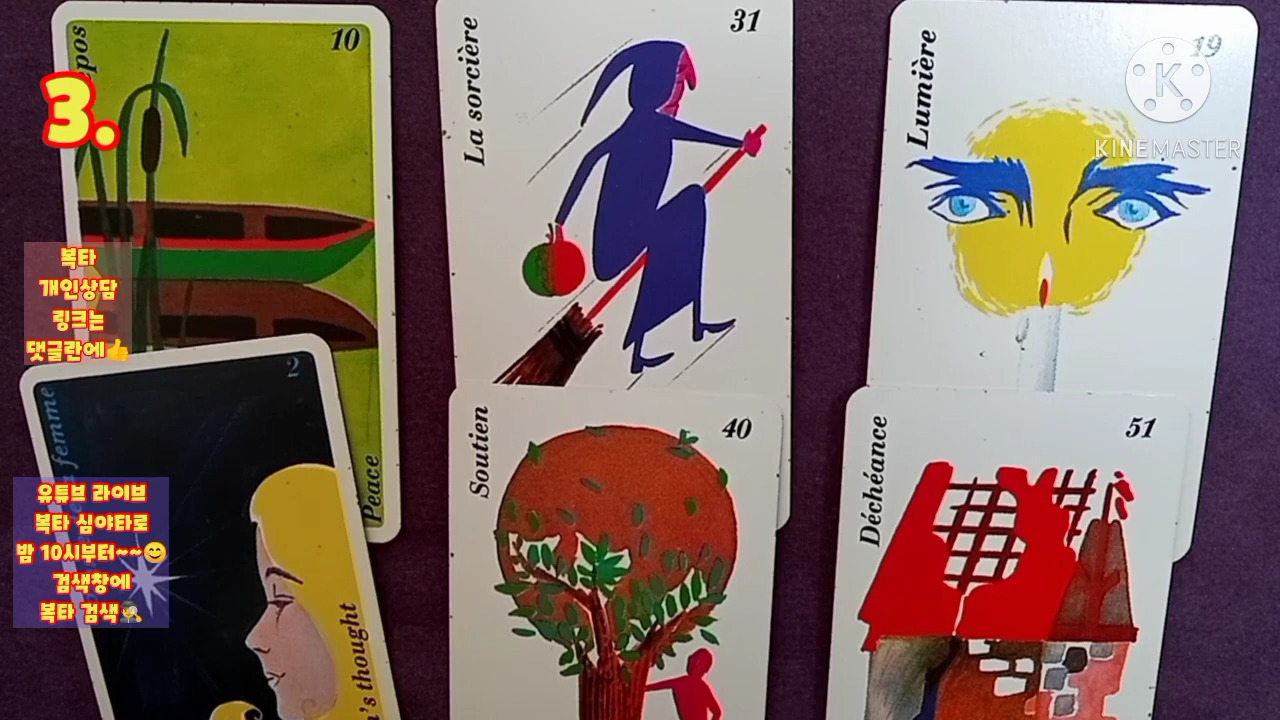 10
3.
Peace
La sorcière
31
Lumière
19
KINEMASTER
복타
개인상담
링크는
댓글란에👍
femme
2
유튜브 라이브
복타 심야타로
밤 10시부터~~😊
검색창에
복타 검색🕵
thought
Soutien
40
Déchéance
51